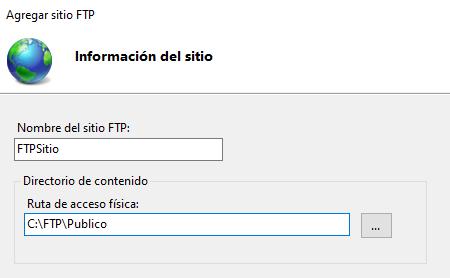 Agregar sitio FTP
Información del sitio
Nombre del sitio FTP:
FTPSitio
Directorio de contenido
Ruta de acceso física:
C:\FTP\Publico
...